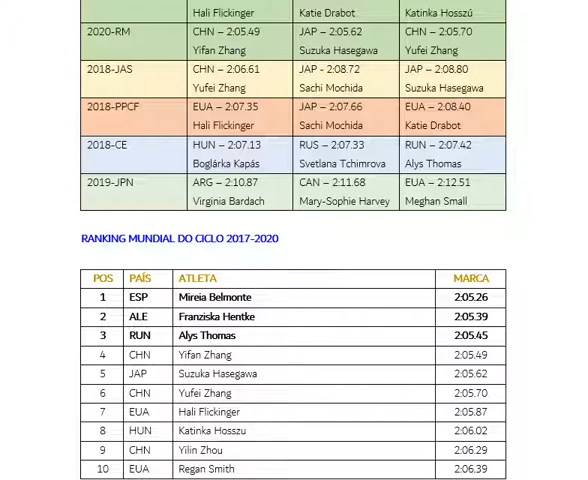 Hali Flickinger Katie Drabot Katinka Hosszú
2020-RM CHN – 2:05.49 JAP – 2:05.62 CHN – 2:05.70
Yifan Zhang Suzuka Hasegawa Yufei Zhang
2018-JAS CHN – 2:06.61 JAP - 2:08.72 JAP – 2:08.80
Yufei Zhang Sachi Mochida Suzuka Hasegawa
2018-PPCF EUA – 2:07.35 JAP – 2:07.66 EUA – 2:08.40
Hali Flickinger Sachi Mochida Katie Drabot
2018-CE HUN – 2:07.13 RUS – 2:07.33 RUN – 2:07.42
Boglárka Kapás Svetlana Tchimrova Alys Thomas
2019-JPN ARG – 2:10.87 CAN – 2:11.68 EUA – 2:12.51
Virginia Bardach Mary-Sophie Harvey Meghan Small
RANKING MUNDIAL DO CICLO 2017-2020
POS PAÍS ATLETA MARCA
1 ESP Mireia Belmonte 2:05.26
2 ALE Franziska Hentke 2:05.39
3 RUN Alys Thomas 2:05.45
4 CHN Yifan Zhang 2:05.49
5 JAP Suzuka Hasegawa 2:05.62
6 CHN Yufei Zhang 2:05.70
7 EUA Hali Flickinger 2:05.87
8 HUN Katinka Hosszu 2:06.02
9 CHN Yilin Zhou 2:06.29
10 EUA Regan Smith 2:06.39